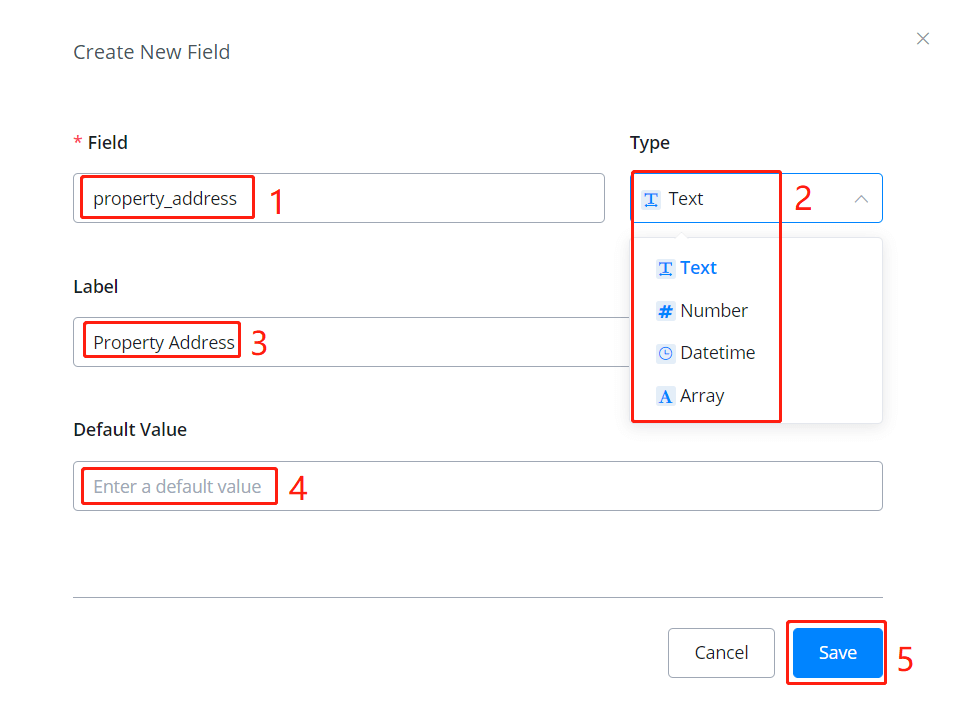 Create New Field
* Field
Type
property_address 1
Text 2
Text
Number
Datetime
Array
Label
Property Address 3
Default Value
Enter a default value 4
Cancel
Save 5